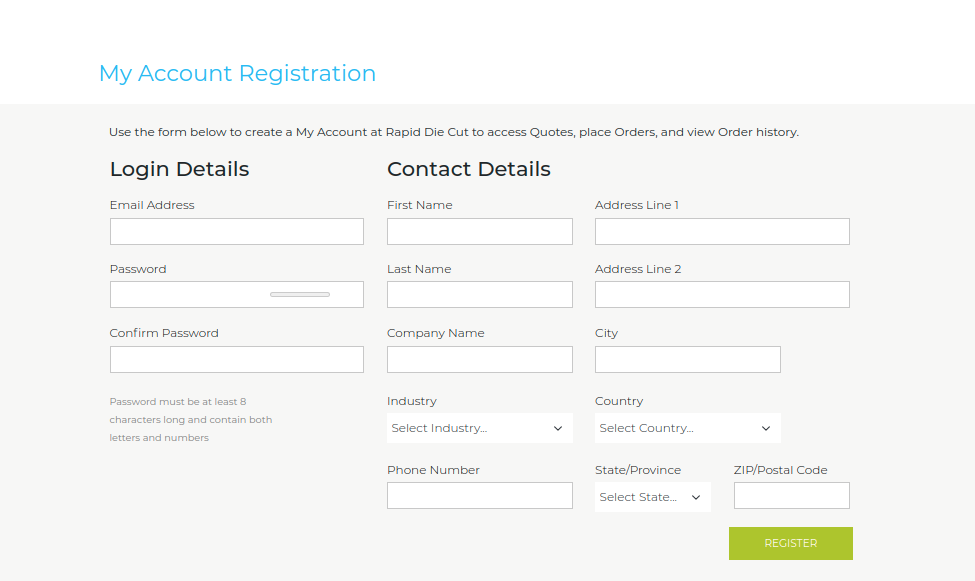 My Account Registration
Use the form below to create a My Account at Rapid Die Cut to access Quotes, place Orders, and view Order history.
Login Details
Email Address
Password
Confirm Password
Password must be at least 8
characters long and contain both
letters and numbers
Contact Details
First Name
Last Name
Company Name
Industry
Select Industry...
Phone Number
Address Line 1
Address Line 2
City
Country
Select Country...
State/Province
Select State...
ZIP/Postal Code
REGISTER